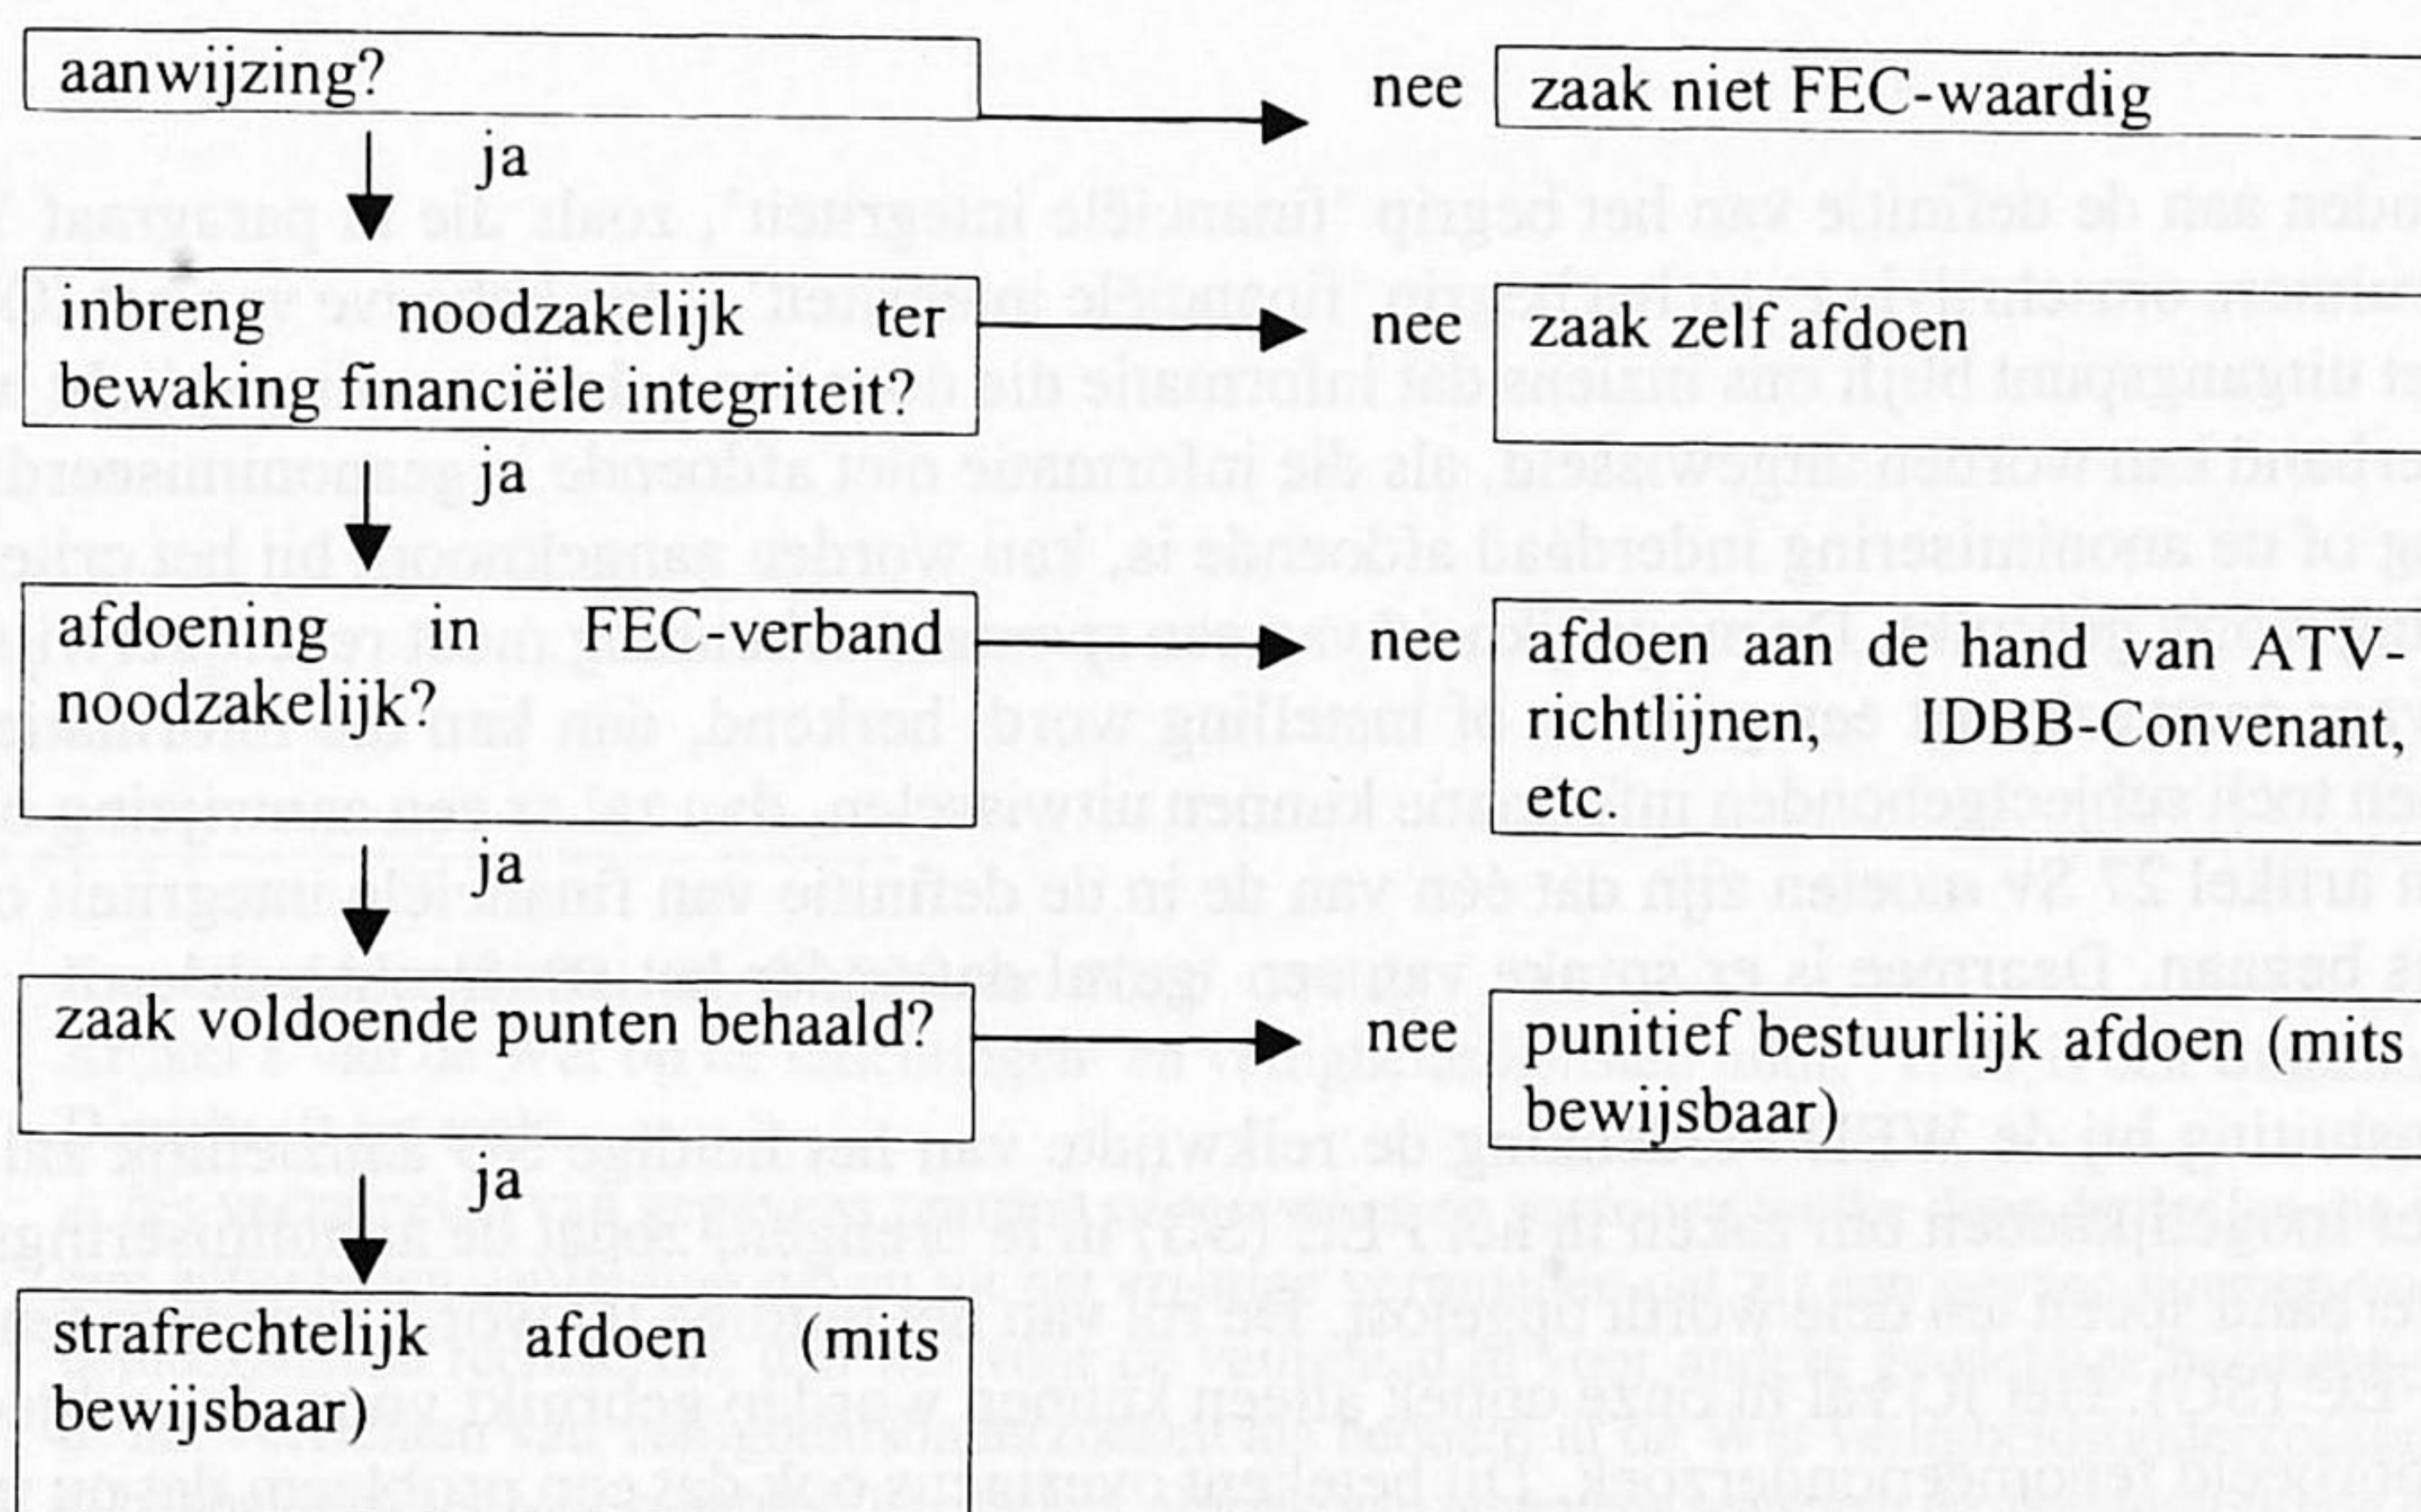 aanwijzing?
nee
zaak niet FEC-waardig
ja
inbreng noodzakelijk ter
bewaking financiële integriteit?
nee
zaak zelf afdoen
ja
afdoening in FEC-verband
noodzakelijk?
nee
afdoen aan de hand van ATV-
richtlijnen, IDBB-Convenant,
etc.
ja
zaak voldoende punten behaald?
nee
punitief bestuurlijk afdoen (mits
bewijsbaar)
ja
strafrechtelijk afdoen (mits
bewijsbaar)